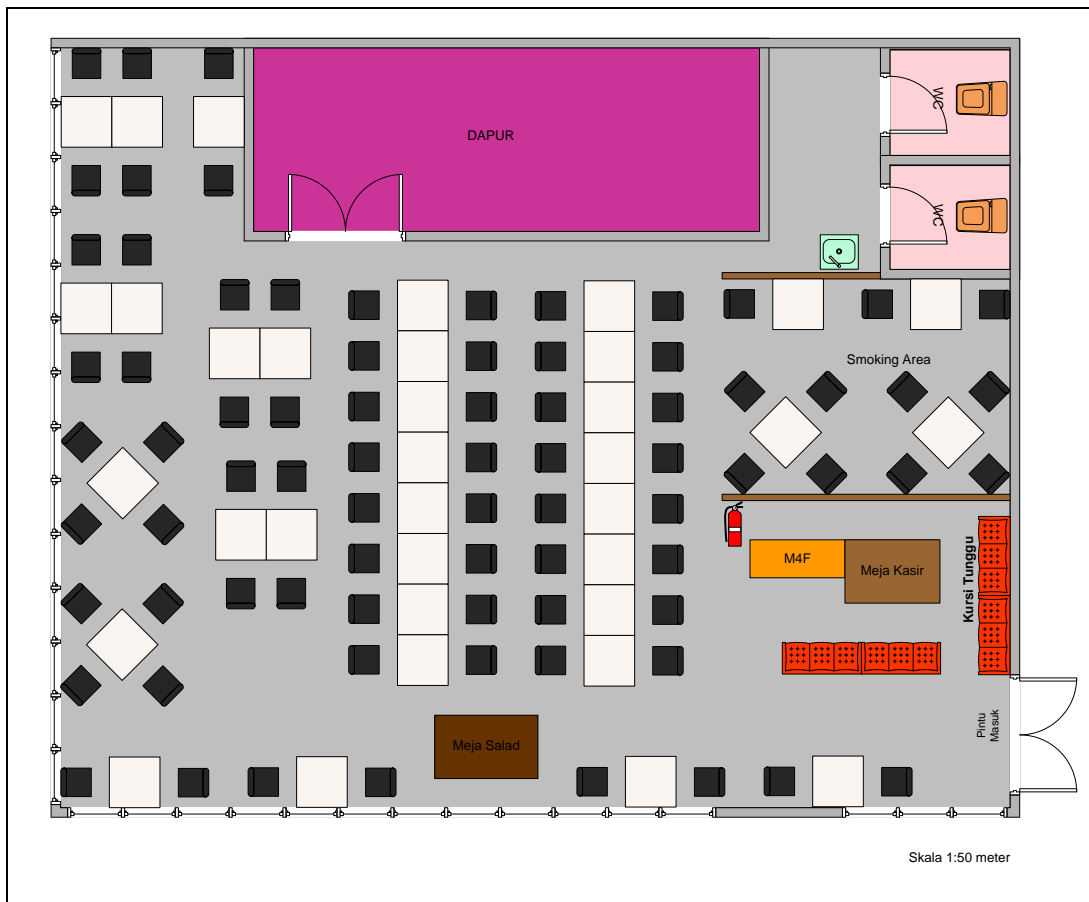 DAPUR
WC
WC
Smoking Area
M4F
Meja Kasir
Kursi Tunggu
Pintu
Masuk
Meja Salad
Skala 1:50 meter